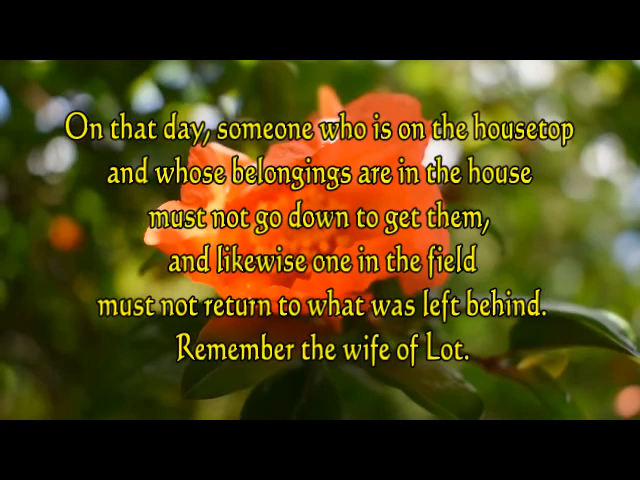 On that day, someone who is on the housetop
and whose belongings are in the house
must not go down to get them,
and likewise one in the field
must not return to what was left behind.
Remember the wife of Lot.